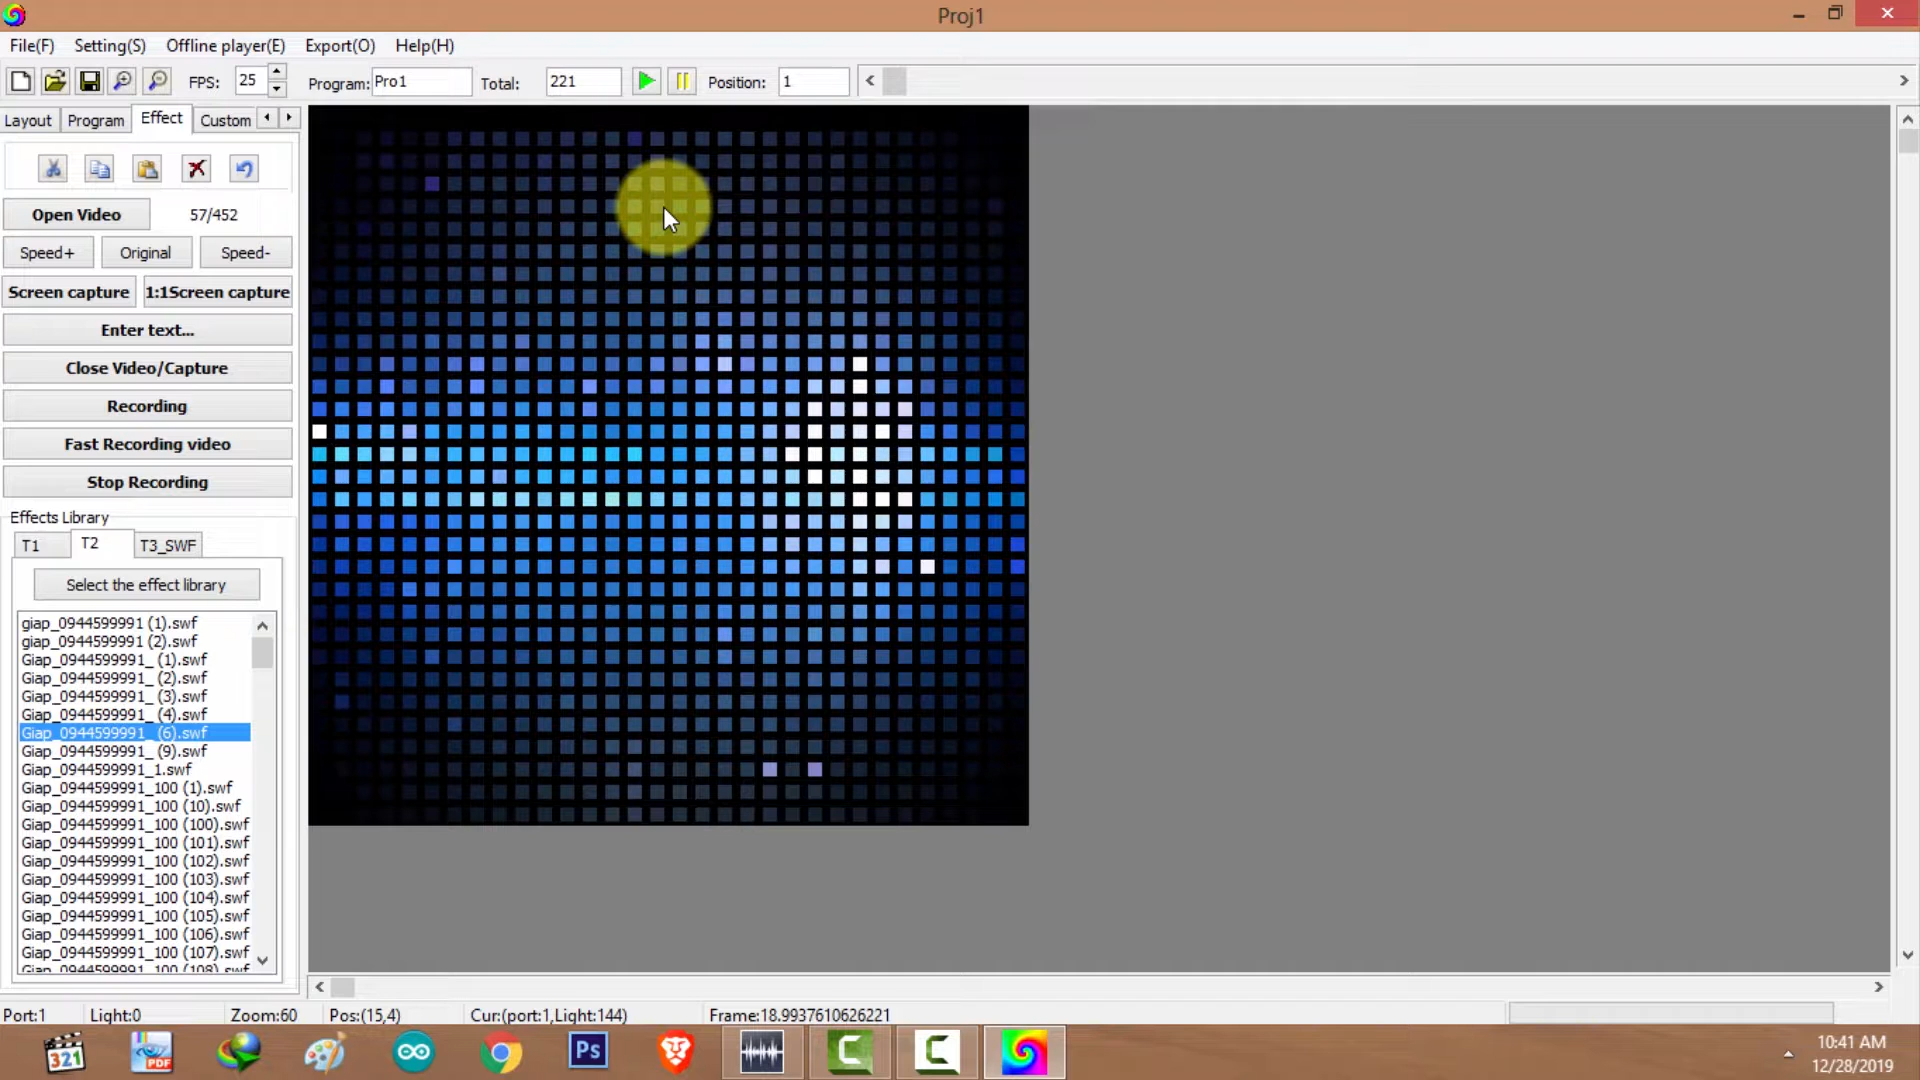 Proj1
File(F) Setting(S) Offline player(E) Export(O) Help(H)
FPS: 25 Program: Pro1 Total: 221 Position: 1
Layout Program Effect Custom
Open Video 57/452
Speed+ Original Speed-
Screen capture 1:1Screen capture
Enter text...
Close Video/Capture
Recording
Fast Recording video
Stop Recording
Effects Library
T1 T2 T3_SWF
Select the effect library
giap_0944599991 (1).swf
giap_0944599991 (2).swf
Giap_0944599991_ (1).swf
Giap_0944599991_ (2).swf
Giap_0944599991_ (3).swf
Giap_0944599991_ (4).swf
Giap_0944599991_ (6).swf
Giap_0944599991_ (9).swf
Giap_0944599991_1.swf
Giap_0944599991_100 (1).swf
Giap_0944599991_100 (10).swf
Giap_0944599991_100 (100).swf
Giap_0944599991_100 (101).swf
Giap_0944599991_100 (102).swf
Giap_0944599991_100 (103).swf
Giap_0944599991_100 (104).swf
Giap_0944599991_100 (105).swf
Giap_0944599991_100 (106).swf
Giap_0944599991_100 (107).swf
Giap_0944599991_100 (108).swf
Port:1 Light:0 Zoom:60 Pos:(15,4) Cur:(port:1,Light:144) Frame:18.9937610626221
321 PDF Ps C C 10:41 AM
12/28/2019